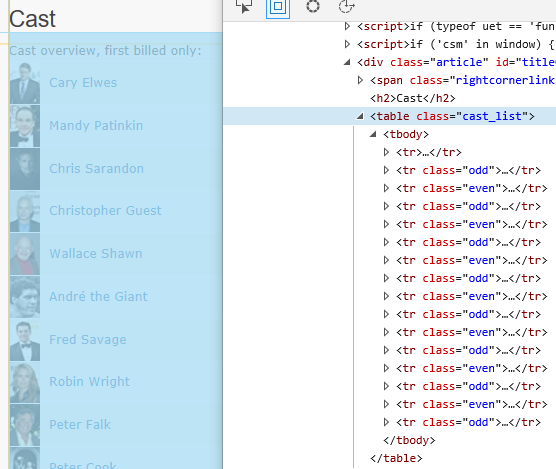 Cast
Cast overview, first billed only:
Cary Elwes
Mandy Patinkin
Chris Sarandon
Christopher Guest
Wallace Shawn
André the Giant
Fred Savage
Robin Wright
Peter Falk
Peter Cook
<script>if (typeof uet == 'fun
<script>if ('csm' in window) {
<div class="article" id="title
<span class="rightcornerlink
<h2>Cast</h2>
<table class="cast_list">
<tbody>
<tr>…</tr>
<tr class="odd">…</tr>
<tr class="even">…</tr>
<tr class="odd">…</tr>
<tr class="even">…</tr>
<tr class="odd">…</tr>
<tr class="even">…</tr>
<tr class="odd">…</tr>
<tr class="even">…</tr>
<tr class="odd">…</tr>
<tr class="even">…</tr>
<tr class="odd">…</tr>
<tr class="even">…</tr>
<tr class="odd">…</tr>
<tr class="even">…</tr>
<tr class="odd">…</tr>
</tbody>
</table>